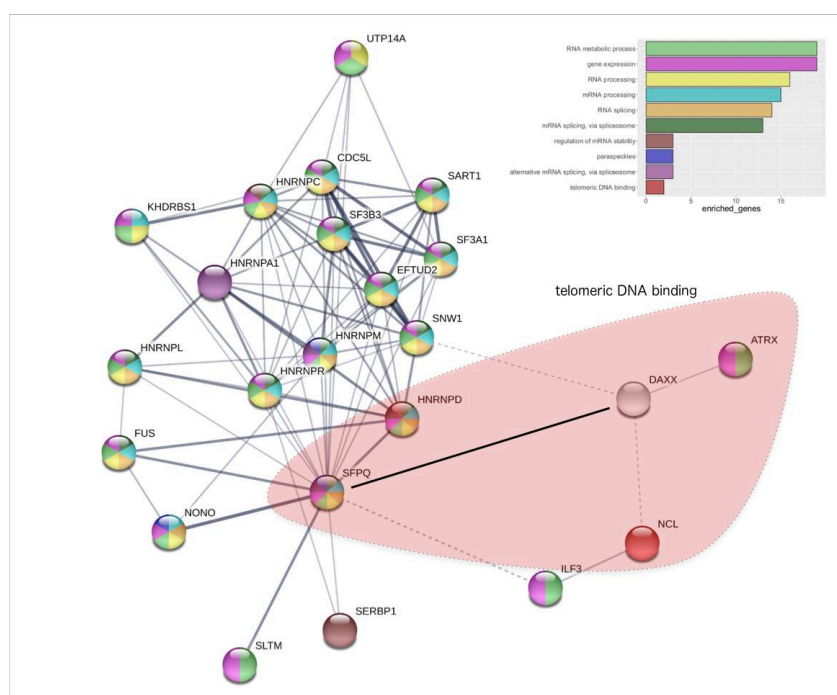 UTP14A
RNA metabolic process
gene expression
RNA processing
mRNA processing
RNA splicing
mRNA splicing, via spliceosome
regulation of mRNA stability
paraspeckles
alternative mRNA splicing, via spliceosome
telomeric DNA binding
0 5 10 15
enriched_genes
CDC5L
HNRNPC
SART1
KHDRBS1
SF3B3
SF3A1
HNRNPA1
EFTUD2
telomeric DNA binding
SNW1
HNRNPM
ATRX
HNRNPL
HNRNPR
DAXX
HNRNPD
FUS
SFPQ
NONO
NCL
ILF3
SERBP1
SLTM